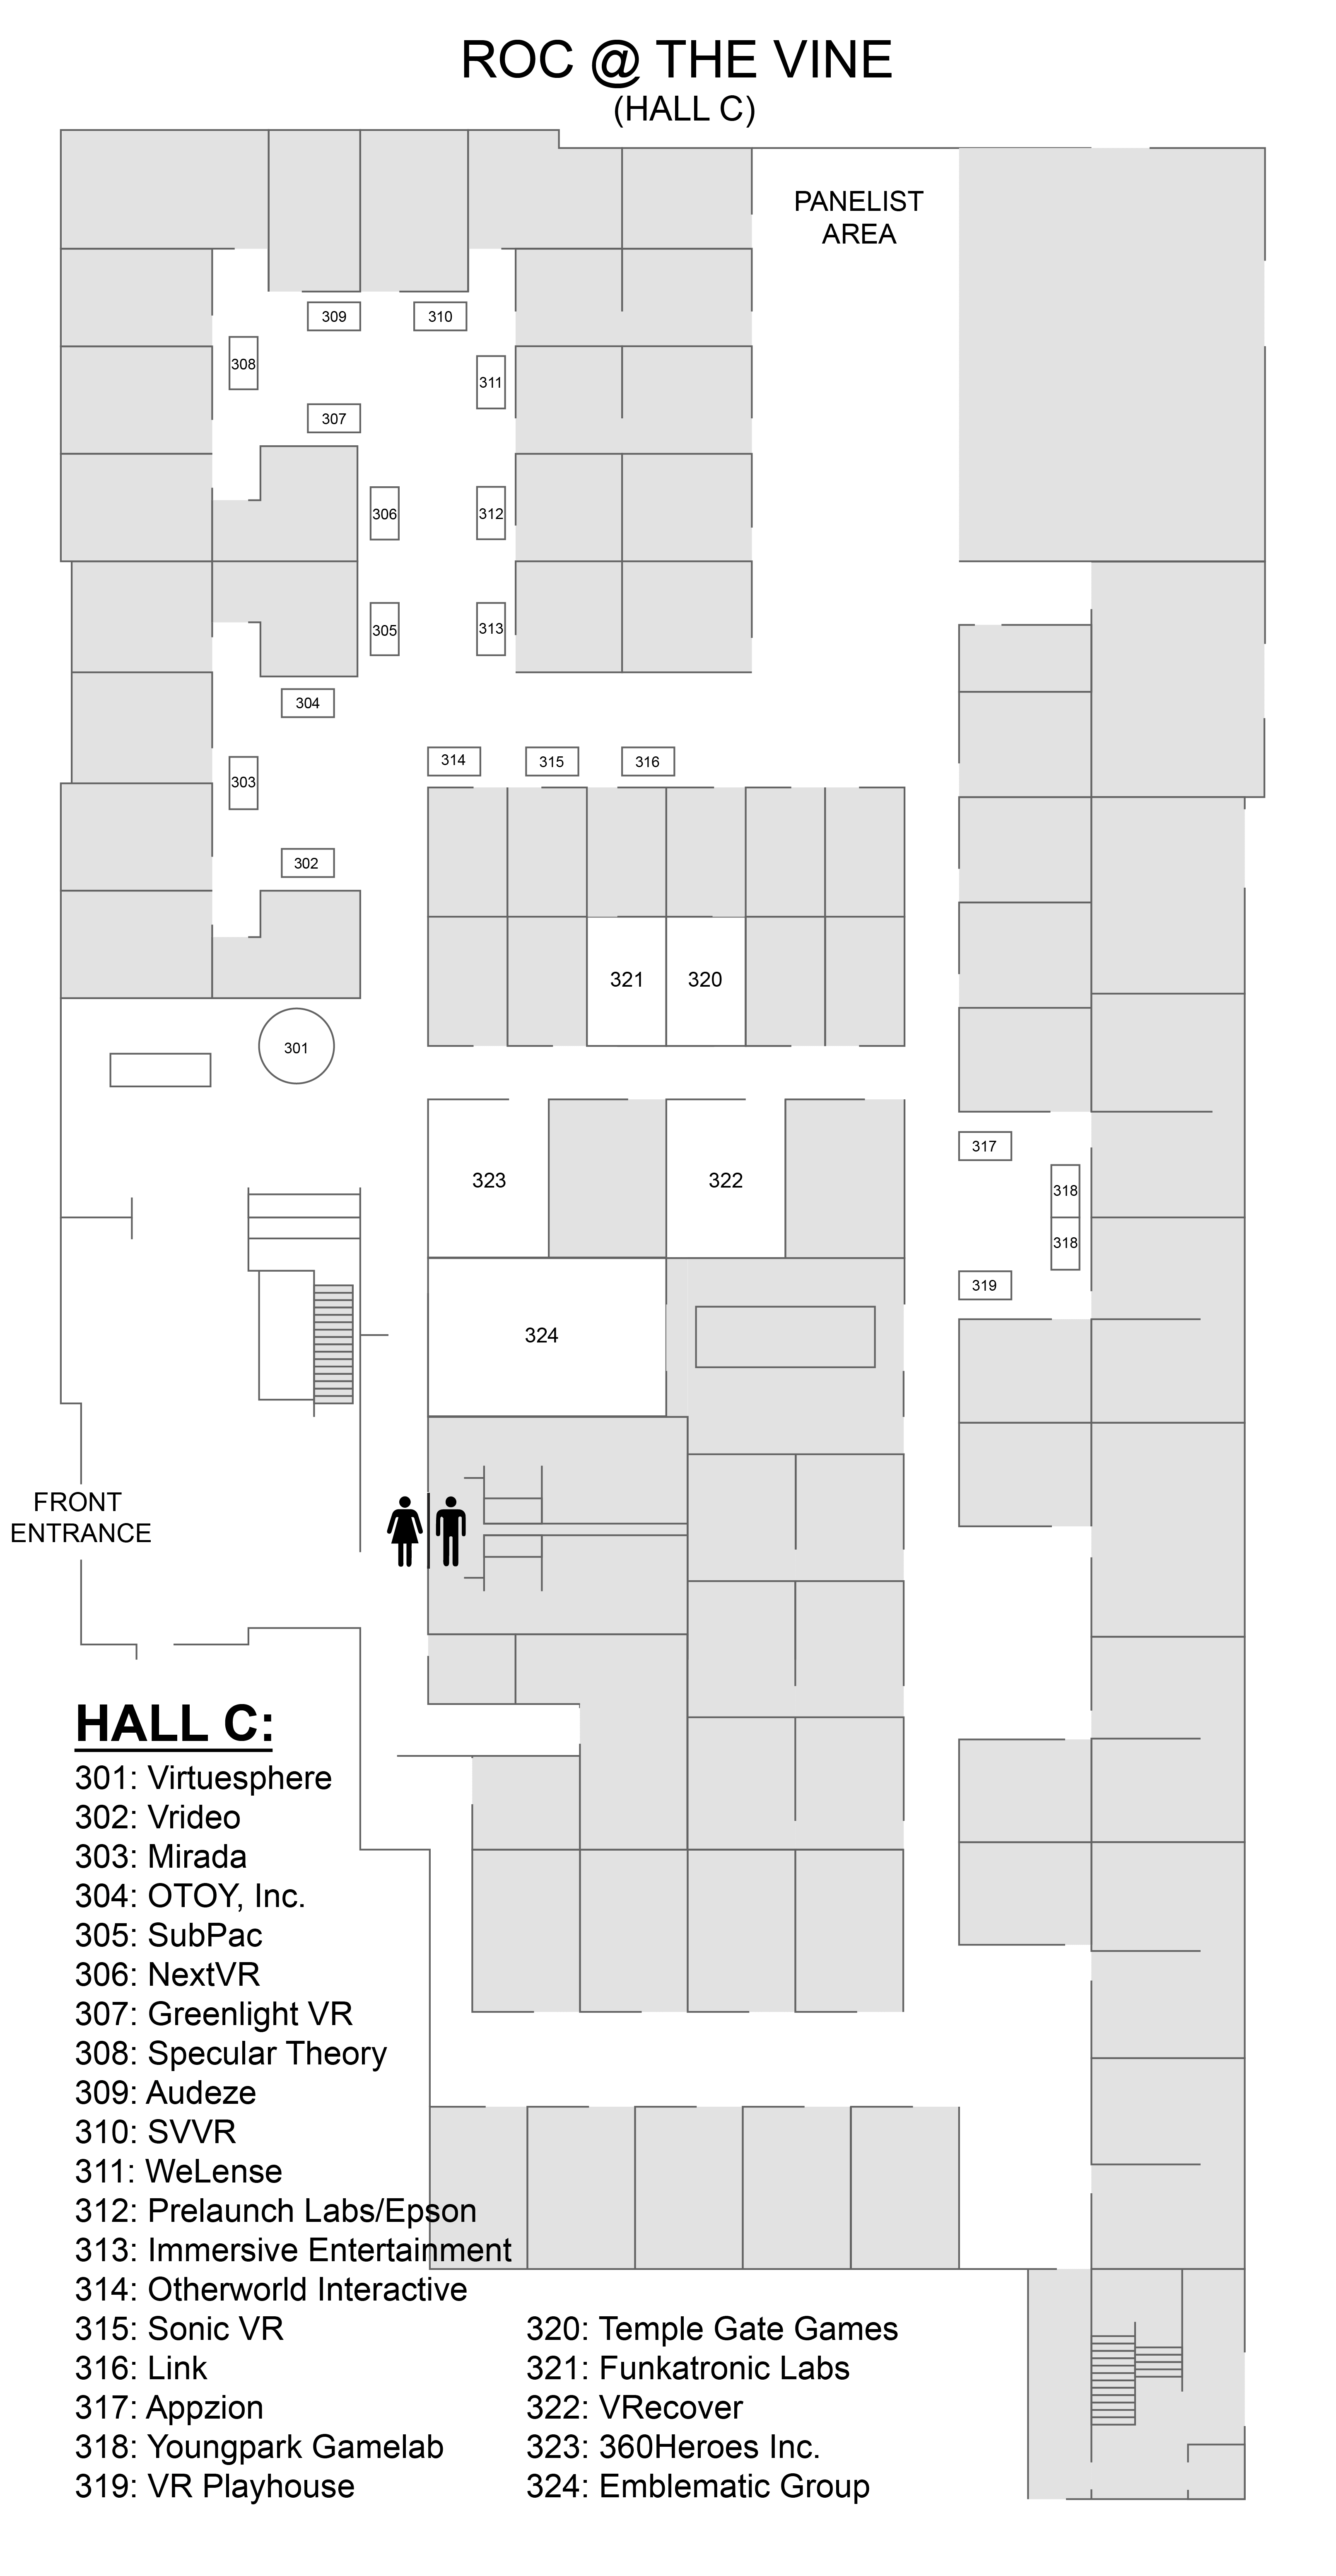 ROC @ THE VINE
(HALL C)
PANELIST
AREA
309
310
308
311
307
306
312
305
313
304
314
315
316
303
302
321
320
301
317
323
322
318
318
319
324
FRONT
ENTRANCE
HALL C:
301: Virtuesphere
302: Vrideo
303: Mirada
304: OTOY, Inc.
305: SubPac
306: NextVR
307: Greenlight VR
308: Specular Theory
309: Audeze
310: SVVR
311: WeLense
312: Prelaunch Labs/Epson
313: Immersive Entertainment
314: Otherworld Interactive
315: Sonic VR
316: Link
317: Appzion
318: Youngpark Gamelab
319: VR Playhouse
320: Temple Gate Games
321: Funkatronic Labs
322: VRecover
323: 360Heroes Inc.
324: Emblematic Group